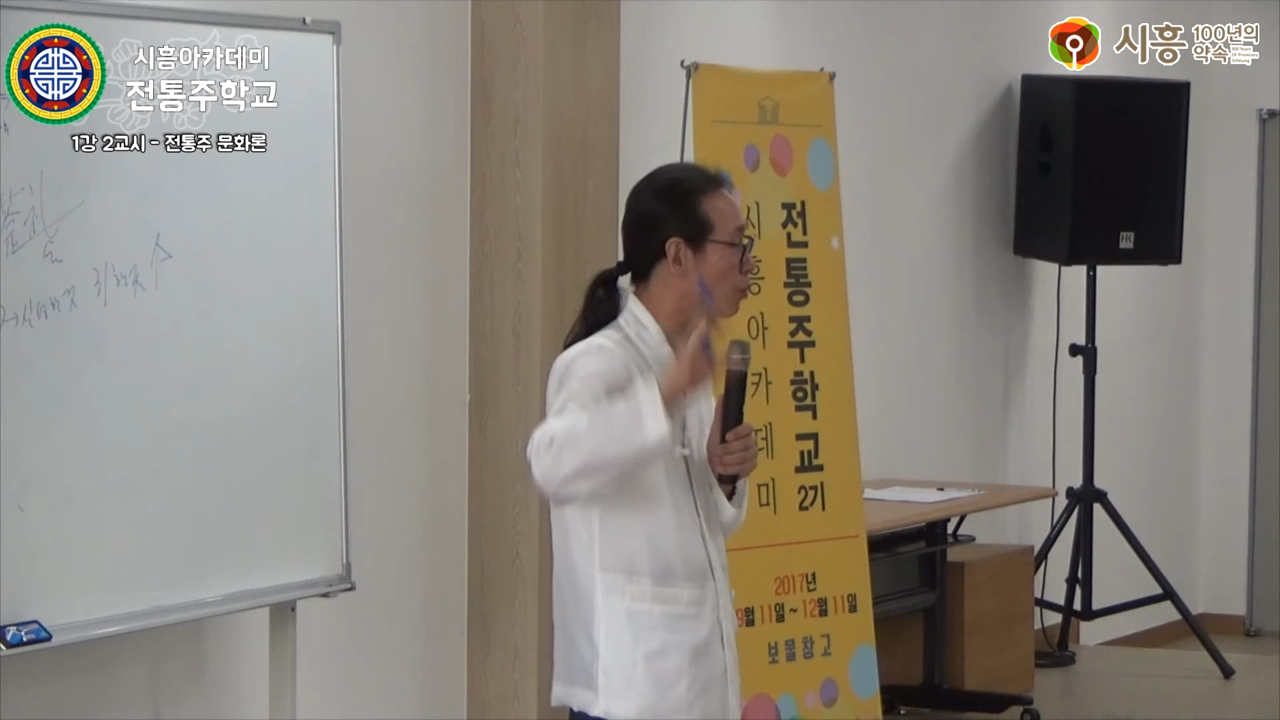 시흥아카데미
전통주학교
1강 2교시 - 전통주 문화론
시흥 100년의 약속
전통주학교 2기
시흥아카데미
2017년
9월 11일 ~ 12월 11일
보물창고